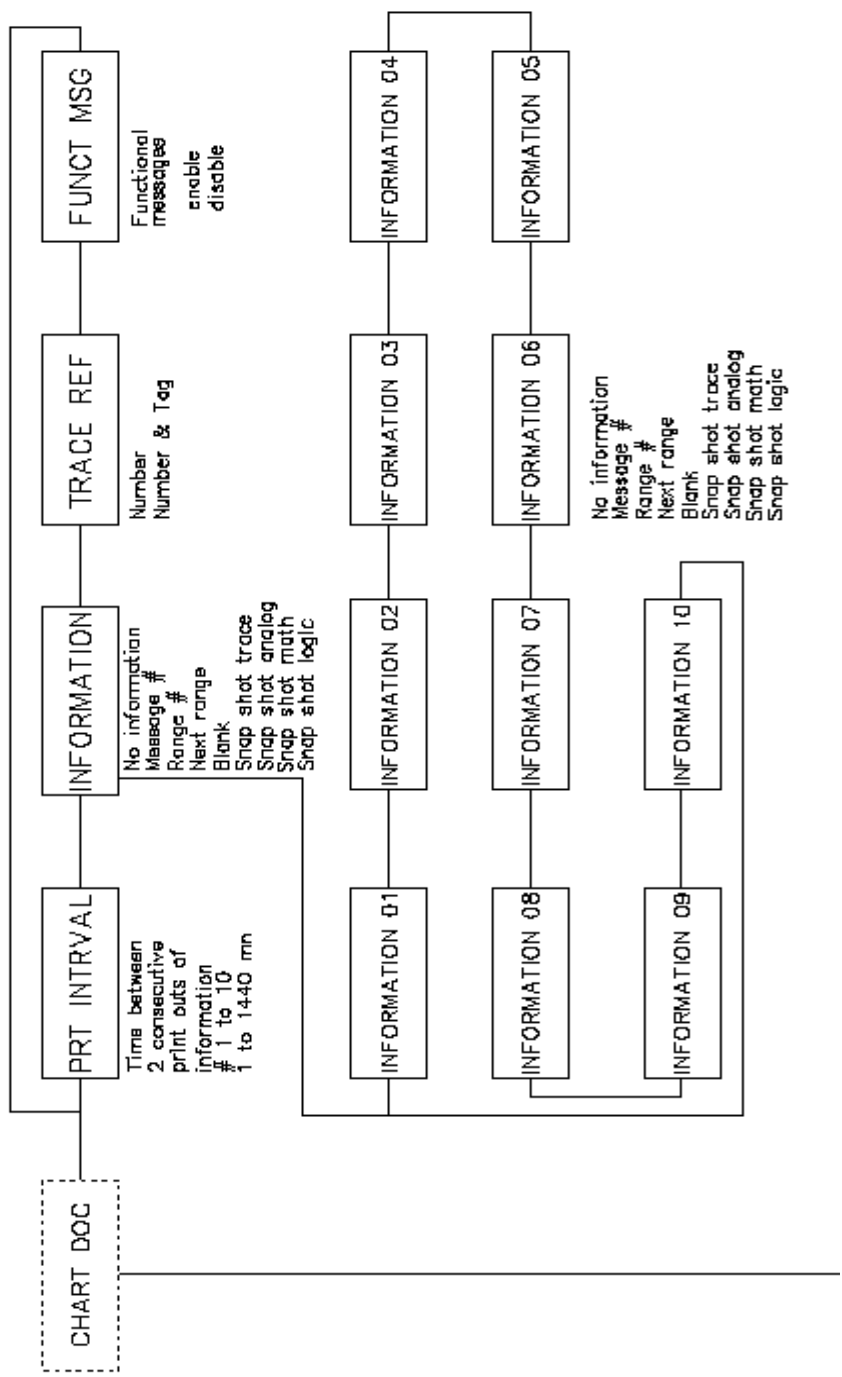 CHART DOC
PRT INTRVAL
Time between
2 consecutive
print outs of
information
# 1 to 10
1 to 1440 mn
INFORMATION
No information
Message #
Range #
Next range
Blank
Snap shot trace
Snap shot analog
Snap shot math
Snap shot logic
TRACE REF
Number
Number & Tag
FUNCT MSG
Functional
messages
enable
disable
INFORMATION 01
INFORMATION 02
INFORMATION 03
INFORMATION 04
INFORMATION 08
INFORMATION 07
INFORMATION 06
INFORMATION 05
No information
Message #
Range #
Next range
Blank
Snap shot trace
Snap shot analog
Snap shot math
Snap shot logic
INFORMATION 09
INFORMATION 10